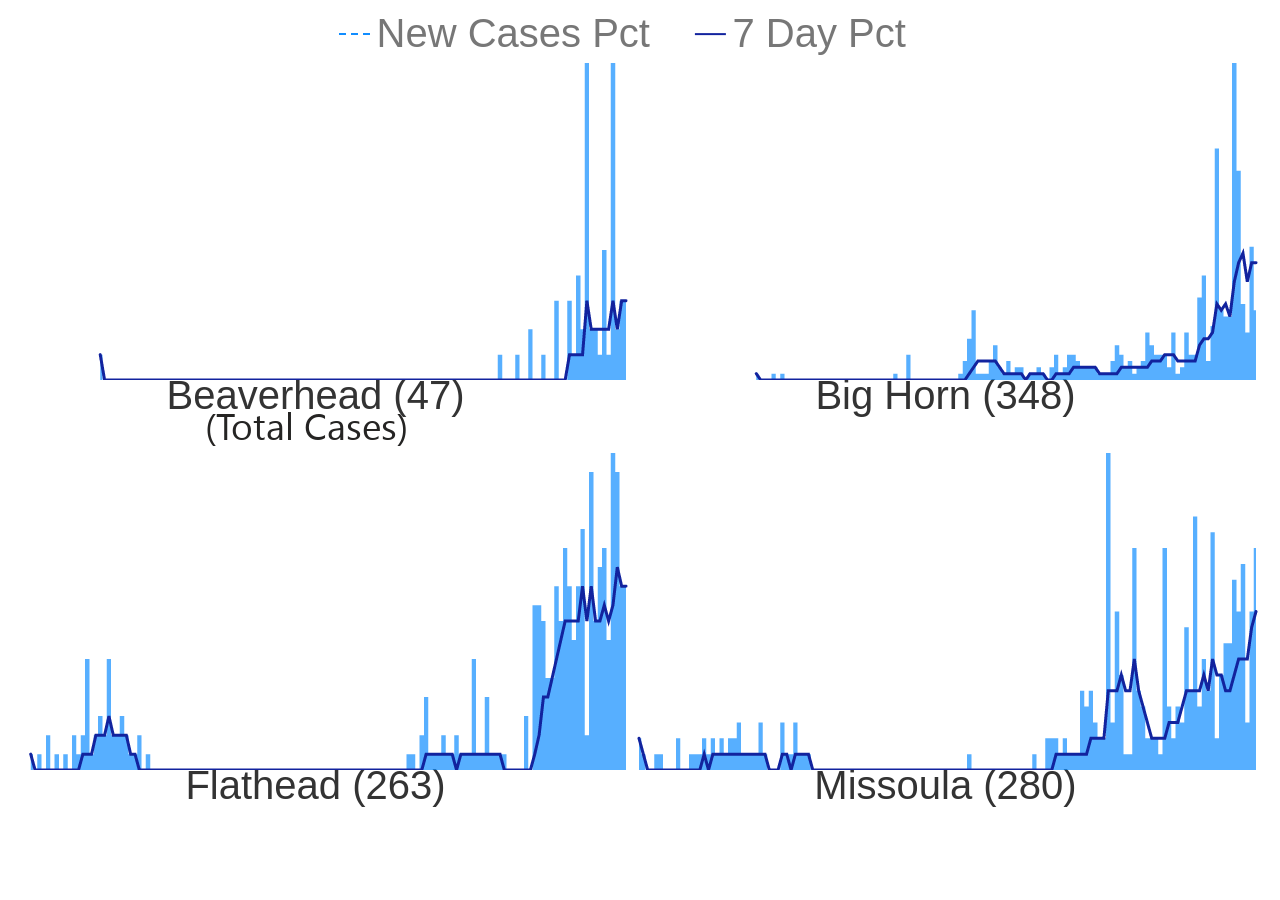 New Cases Pct 7 Day Pct
Beaverhead (47)
(Total Cases)
Big Horn (348)
Flathead (263)
Missoula (280)